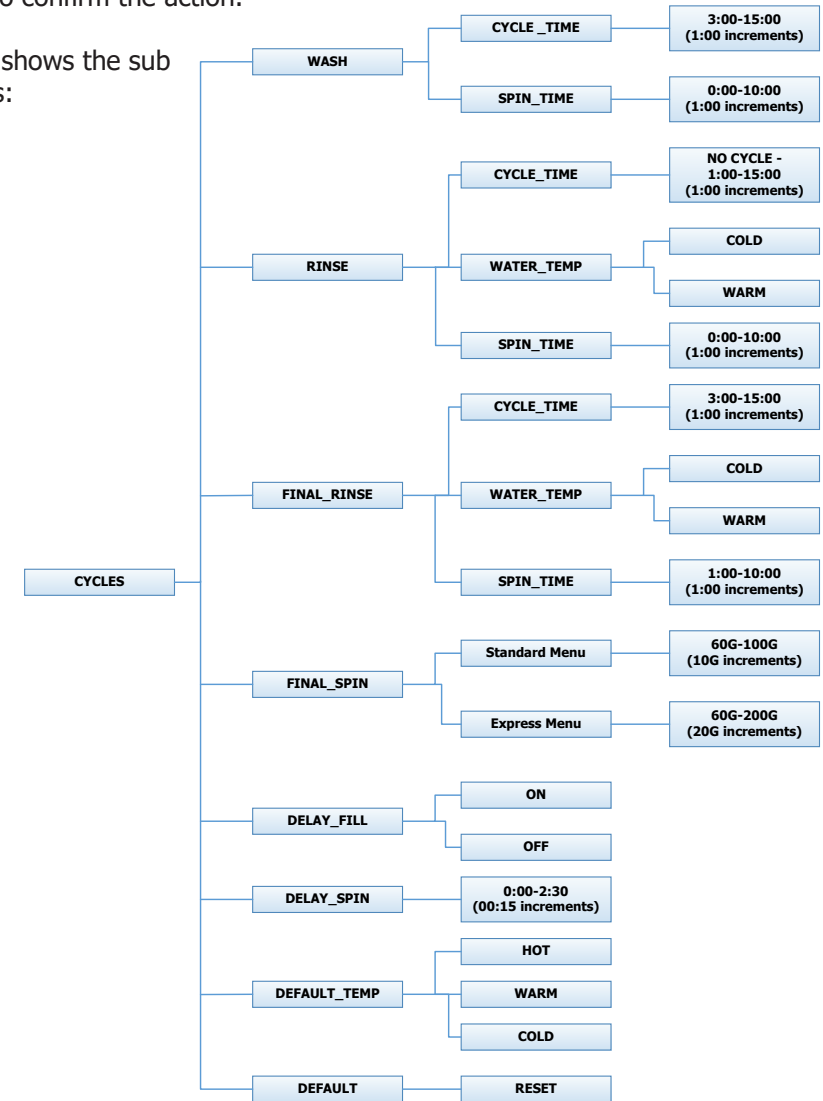 to confirm the action.
shows the sub
s:
CYCLE _TIME
3:00-15:00
(1:00 increments)
WASH
SPIN_TIME
0:00-10:00
(1:00 increments)
CYCLE_TIME
NO CYCLE -
1:00-15:00
(1:00 increments)
RINSE
WATER_TEMP
COLD
WARM
SPIN_TIME
0:00-10:00
(1:00 increments)
CYCLE_TIME
3:00-15:00
(1:00 increments)
FINAL_RINSE
WATER_TEMP
COLD
WARM
CYCLES
SPIN_TIME
1:00-10:00
(1:00 increments)
FINAL_SPIN
Standard Menu
60G-100G
(10G increments)
Express Menu
60G-200G
(20G increments)
DELAY_FILL
ON
OFF
DELAY_SPIN
0:00-2:30
(00:15 increments)
DEFAULT_TEMP
HOT
WARM
COLD
DEFAULT
RESET